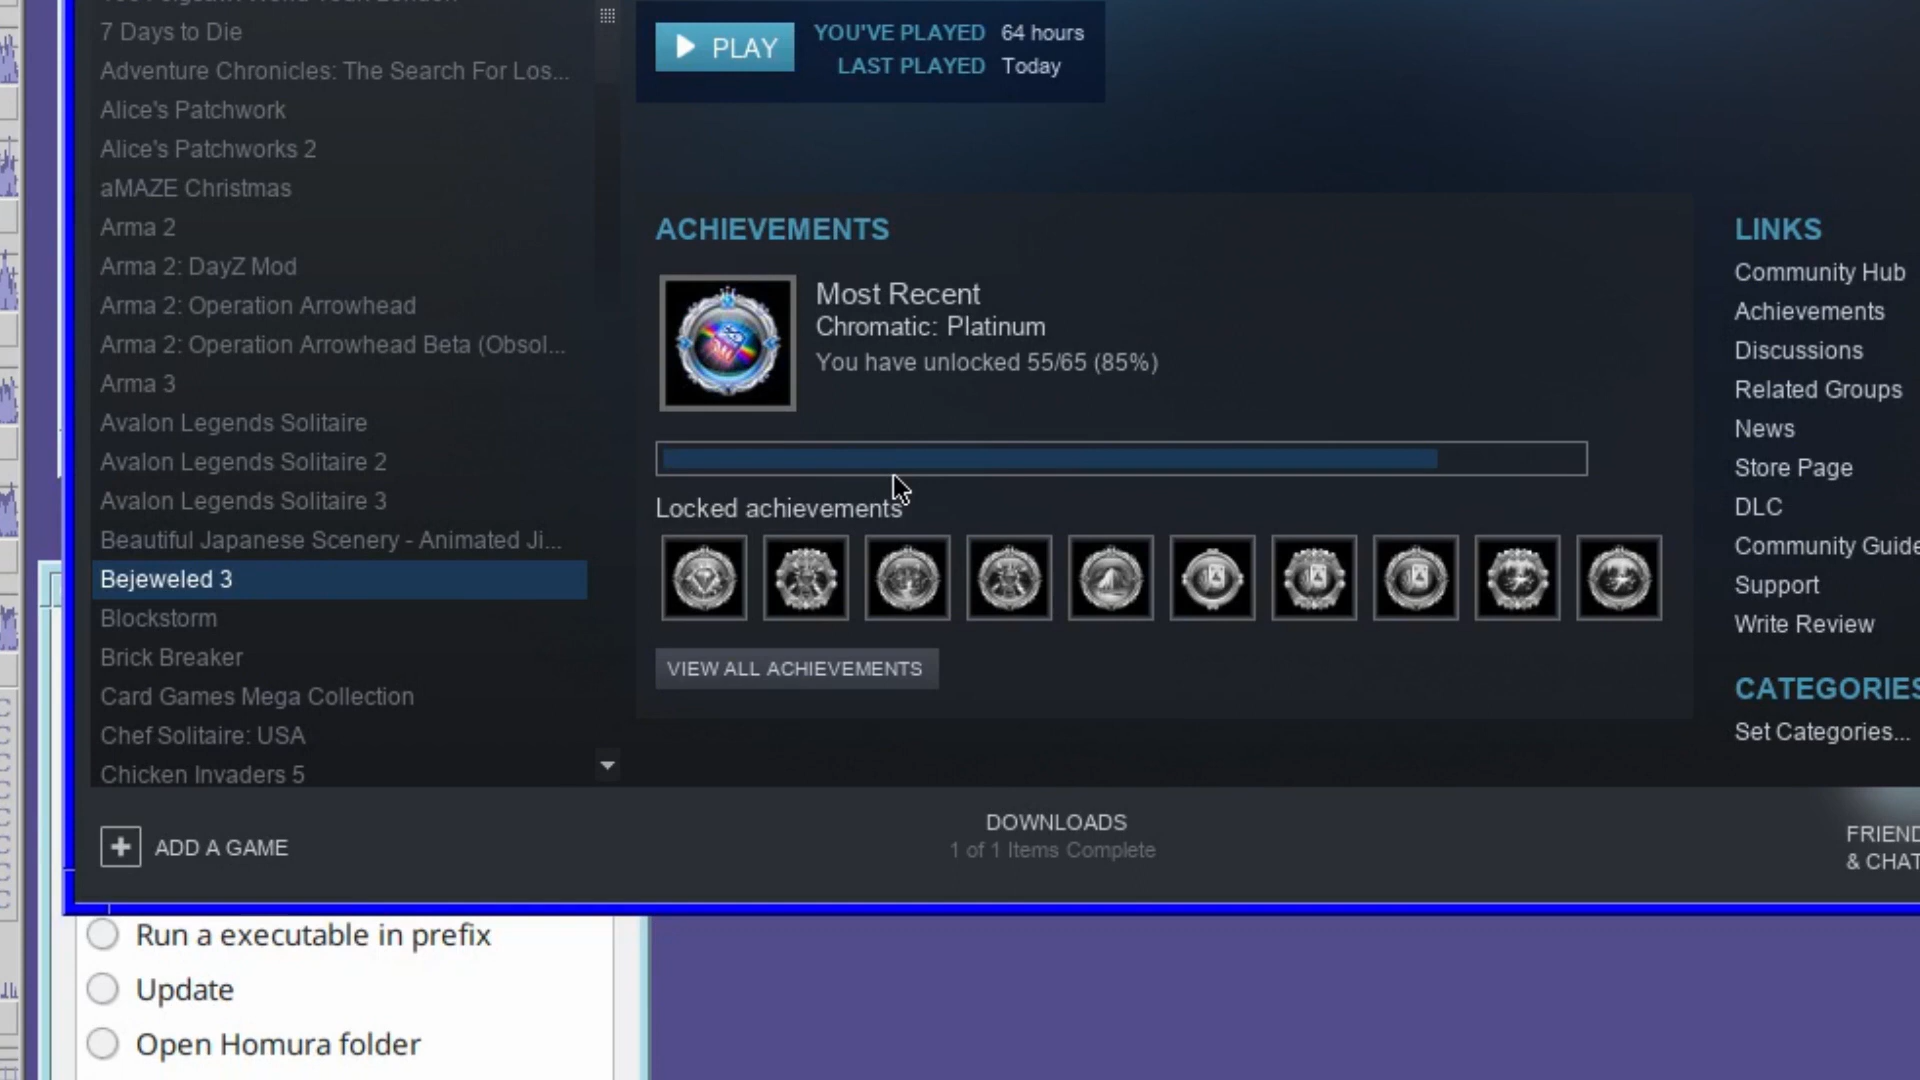 7 Days to Die
Adventure Chronicles: The Search For Los...
Alice's Patchwork
Alice's Patchworks 2
aMAZE Christmas
Arma 2
Arma 2: DayZ Mod
Arma 2: Operation Arrowhead
Arma 2: Operation Arrowhead Beta (Obsol...
Arma 3
Avalon Legends Solitaire
Avalon Legends Solitaire 2
Avalon Legends Solitaire 3
Beautiful Japanese Scenery - Animated Ji...
Bejeweled 3
Blockstorm
Brick Breaker
Card Games Mega Collection
Chef Solitaire: USA
Chicken Invaders 5
PLAY
YOU'VE PLAYED 64 hours
LAST PLAYED Today
ACHIEVEMENTS
Most Recent
Chromatic: Platinum
You have unlocked 55/65 (85%)
Locked achievements
VIEW ALL ACHIEVEMENTS
LINKS
Community Hub
Achievements
Discussions
Related Groups
News
Store Page
DLC
Community Guide
Support
Write Review
CATEGORIES
Set Categories...
ADD A GAME
DOWNLOADS
1 of 1 Items Complete
FRIEND
& CHAT
Run a executable in prefix
Update
Open Homura folder